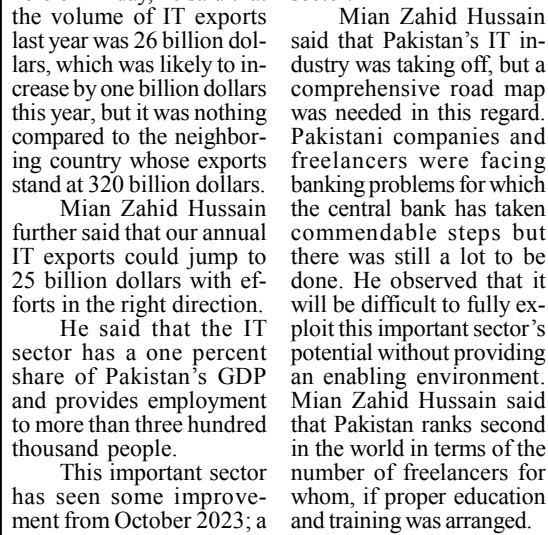 the volume of IT exports
last year was 26 billion dol-
lars, which was likely to in-
crease by one billion dollars
this year, but it was nothing
compared to the neighbor-
ing country whose exports
stand at 320 billion dollars.
Mian Zahid Hussain
further said that our annual
IT exports could jump to
25 billion dollars with ef-
forts in the right direction.
He said that the IT
sector has a one percent
share of Pakistan's GDP
and provides employment
to more than three hundred
thousand people.
This important sector
has seen some improve-
ment from October 2023; a
Mian Zahid Hussain
said that Pakistan's IT in-
dustry was taking off, but a
comprehensive road map
was needed in this regard.
Pakistani companies and
freelancers were facing
banking problems for which
the central bank has taken
commendable steps but
there was still a lot to be
done. He observed that it
will be difficult to fully ex-
ploit this important sector's
potential without providing
an enabling environment.
Mian Zahid Hussain said
that Pakistan ranks second
in the world in terms of the
number of freelancers for
whom, if proper education
and training was arranged.